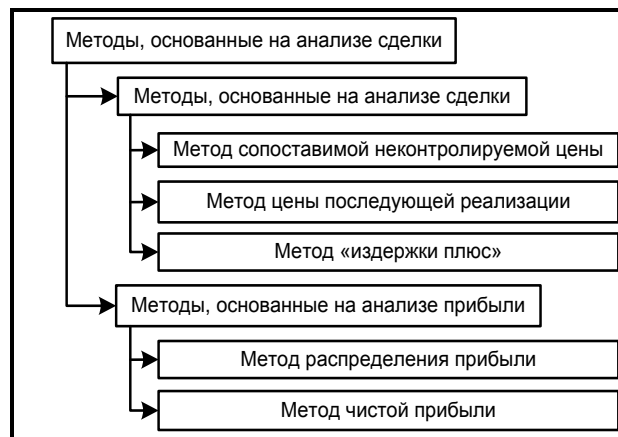 Методы, основанные на анализе сделки
Методы, основанные на анализе сделки
Метод сопоставимой неконтролируемой цены
Метод цены последующей реализации
Метод «издержки плюс»
Методы, основанные на анализе прибыли
Метод распределения прибыли
Метод чистой прибыли